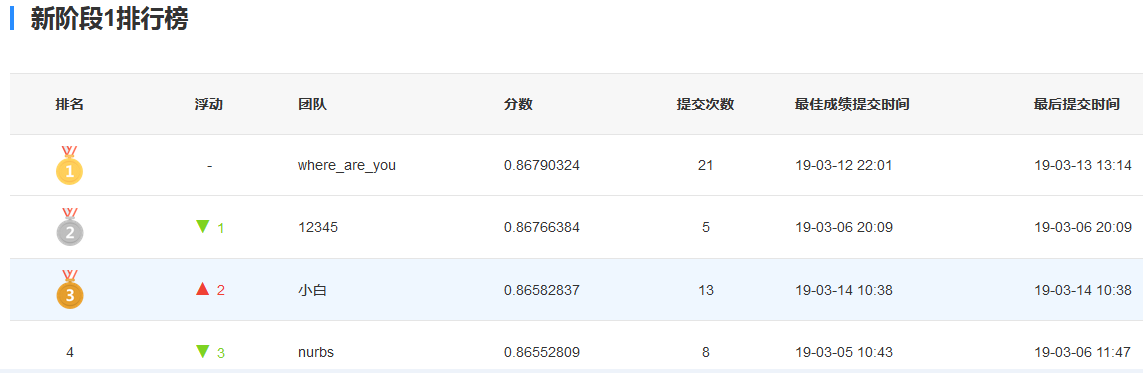 新阶段1排行榜
排名 浮动 团队 分数 提交次数 最佳成绩提交时间 最后提交时间
1 - where_are_you 0.86790324 21 19-03-12 22:01 19-03-13 13:14
2 ▼ 1 12345 0.86766384 5 19-03-06 20:09 19-03-06 20:09
3 ▲ 2 小白 0.86582837 13 19-03-14 10:38 19-03-14 10:38
4 ▼ 3 nurbs 0.86552809 8 19-03-05 10:43 19-03-06 11:47